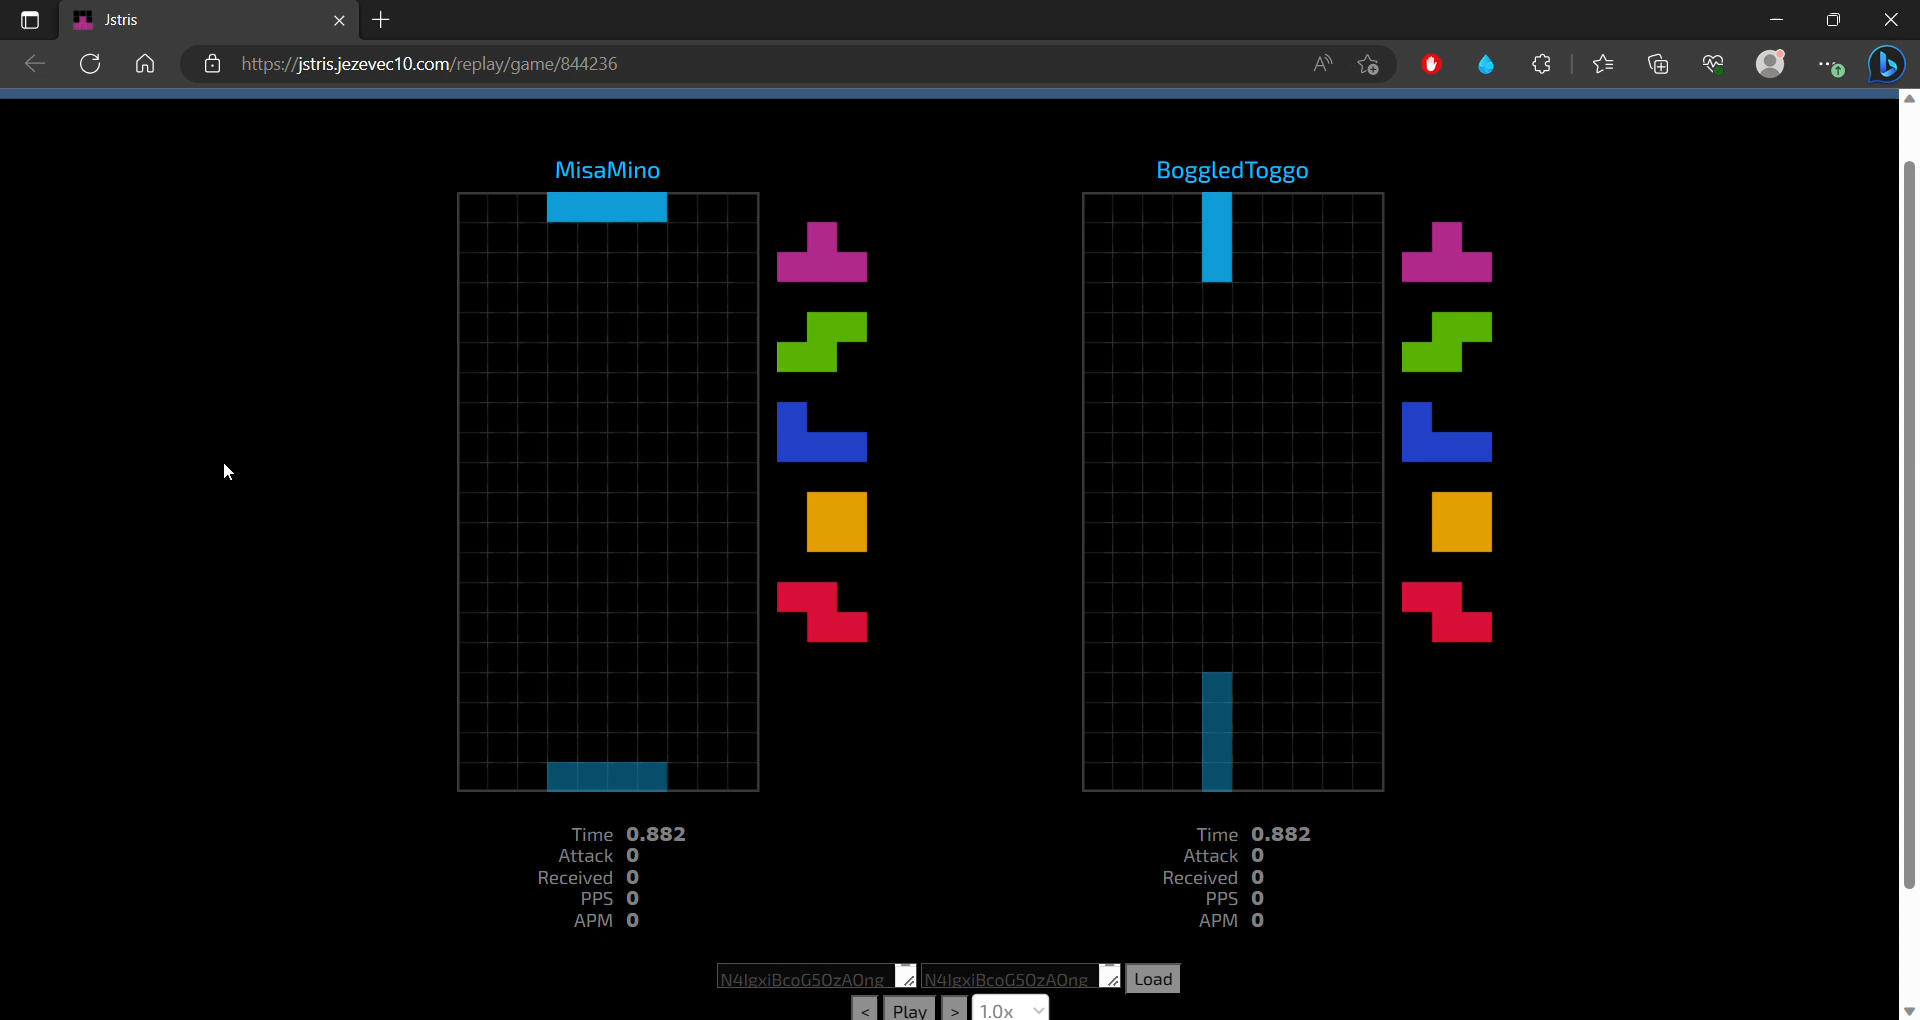 Jstris
https://jstris.jezevec10.com/replay/game/844236
MisaMino
BoggledToggo
Time 0.882
Attack 0
Received 0
PPS 0
APM 0
Time 0.882
Attack 0
Received 0
PPS 0
APM 0
N4IgxiBcoG5OzAOng N4IgxiBcoG5OzAOng Load
< Play > 1.0x